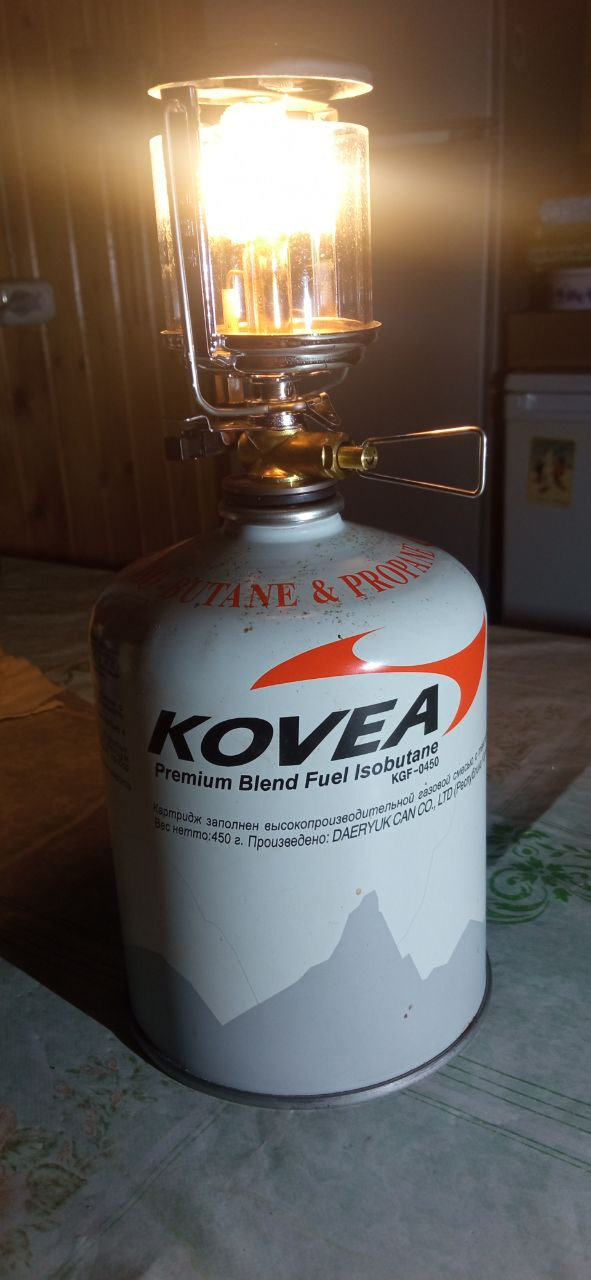 BUTANE & PROPANE
KOVEA
Premium Blend Fuel Isobutane
KGF-0450
Картридж заполнен высокопроизводительной газовой смесью с
Вес нетто:450 г. Произведено: DAERYUK CAN CO., LTD